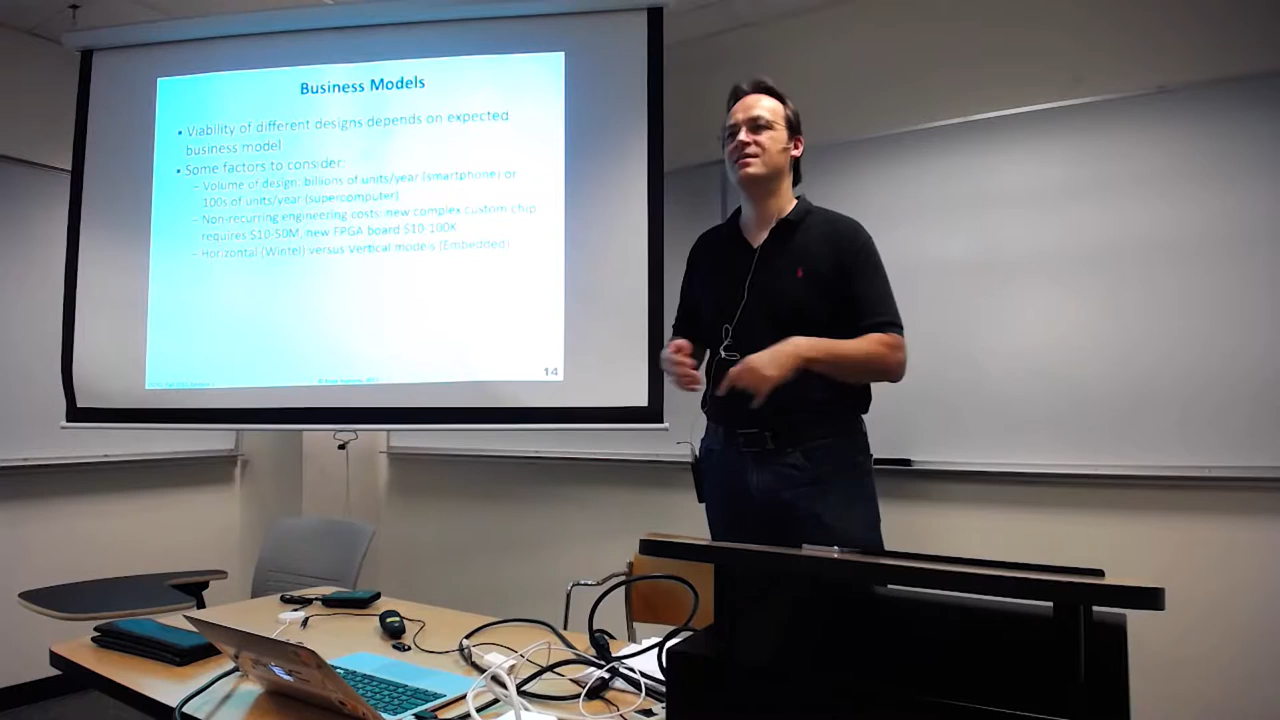 Business Models
▪ Viability of different designs depends on expected
business model
▪ Some factors to consider:
– Volume of design: billions of units/year (smartphone) or
100s of units/year (supercomputer)
– Non-recurring engineering costs: new complex custom chip
requires $10-50M, new FPGA board $10-100K
– Horizontal (Wintel) versus Vertical models (Embedded)
14